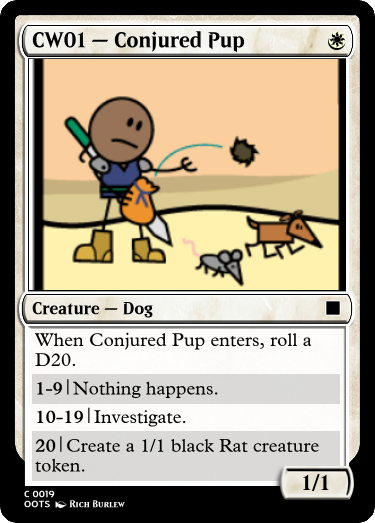 CW01 — Conjured Pup
Creature — Dog
When Conjured Pup enters, roll a
D20.
1-9 | Nothing happens.
10-19 | Investigate.
20 | Create a 1/1 black Rat creature
token.
1/1
C 0019
OOTS Rich Burlew